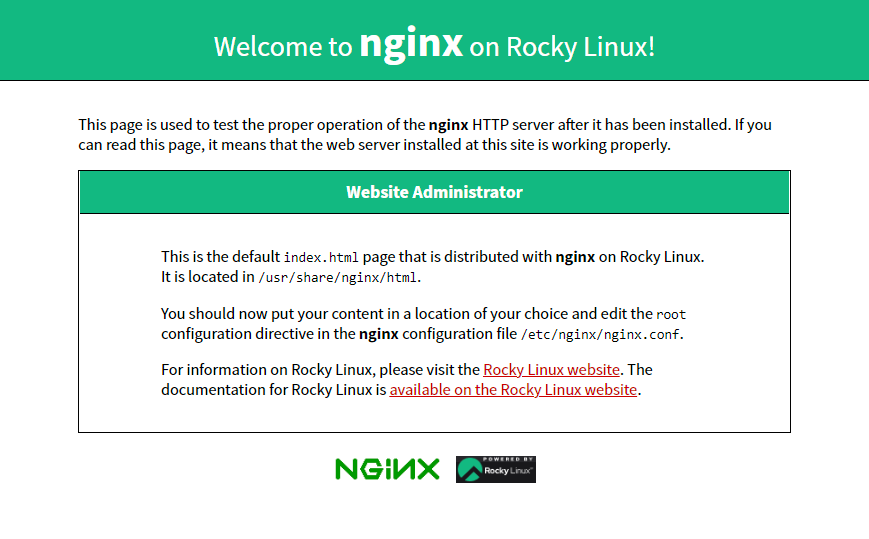 Welcome to nginx on Rocky Linux!
This page is used to test the proper operation of the nginx HTTP server after it has been installed. If you
can read this page, it means that the web server installed at this site is working properly.
Website Administrator
This is the default index.html page that is distributed with nginx on Rocky Linux.
It is located in /usr/share/nginx/html.
You should now put your content in a location of your choice and edit the root
configuration directive in the nginx configuration file /etc/nginx/nginx.conf.
For information on Rocky Linux, please visit the Rocky Linux website. The
documentation for Rocky Linux is available on the Rocky Linux website.
NGINX
POWERED BY
Rocky Linux™